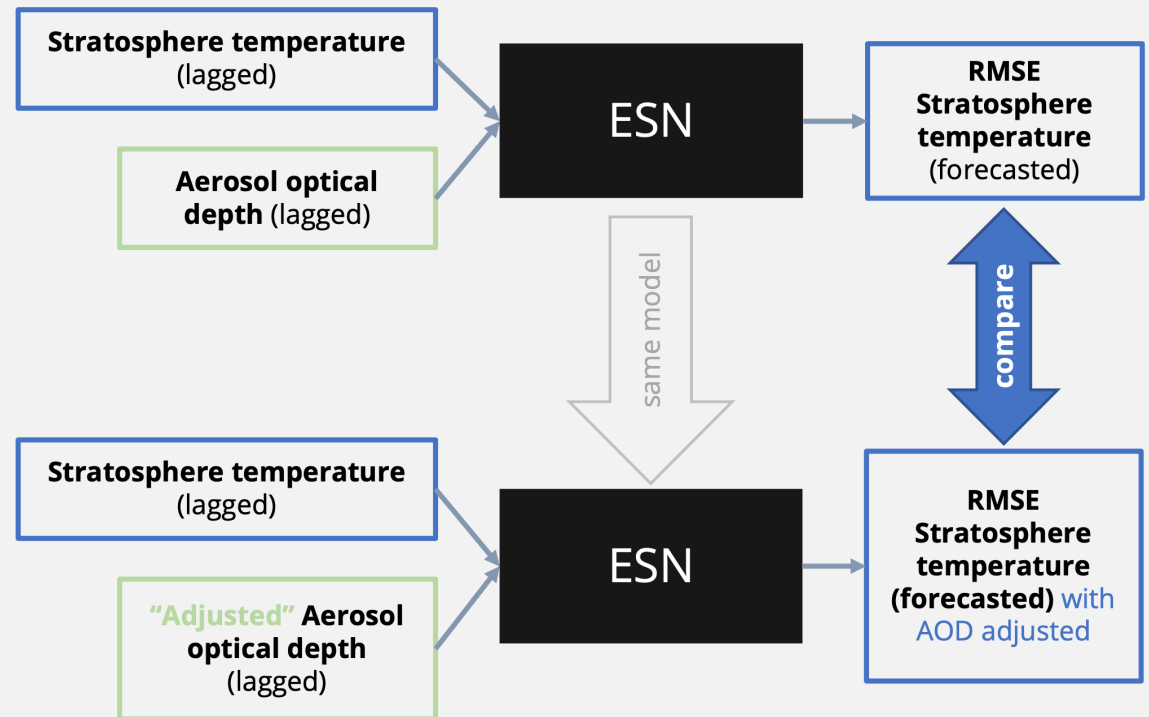 Stratosphere temperature
(lagged)
Aerosol optical
depth (lagged)
ESN
RMSE
Stratosphere
temperature
(forecasted)
same model
compare
Stratosphere temperature
(lagged)
“Adjusted” Aerosol
optical depth
(lagged)
ESN
RMSE
Stratosphere
temperature
(forecasted) with
AOD adjusted